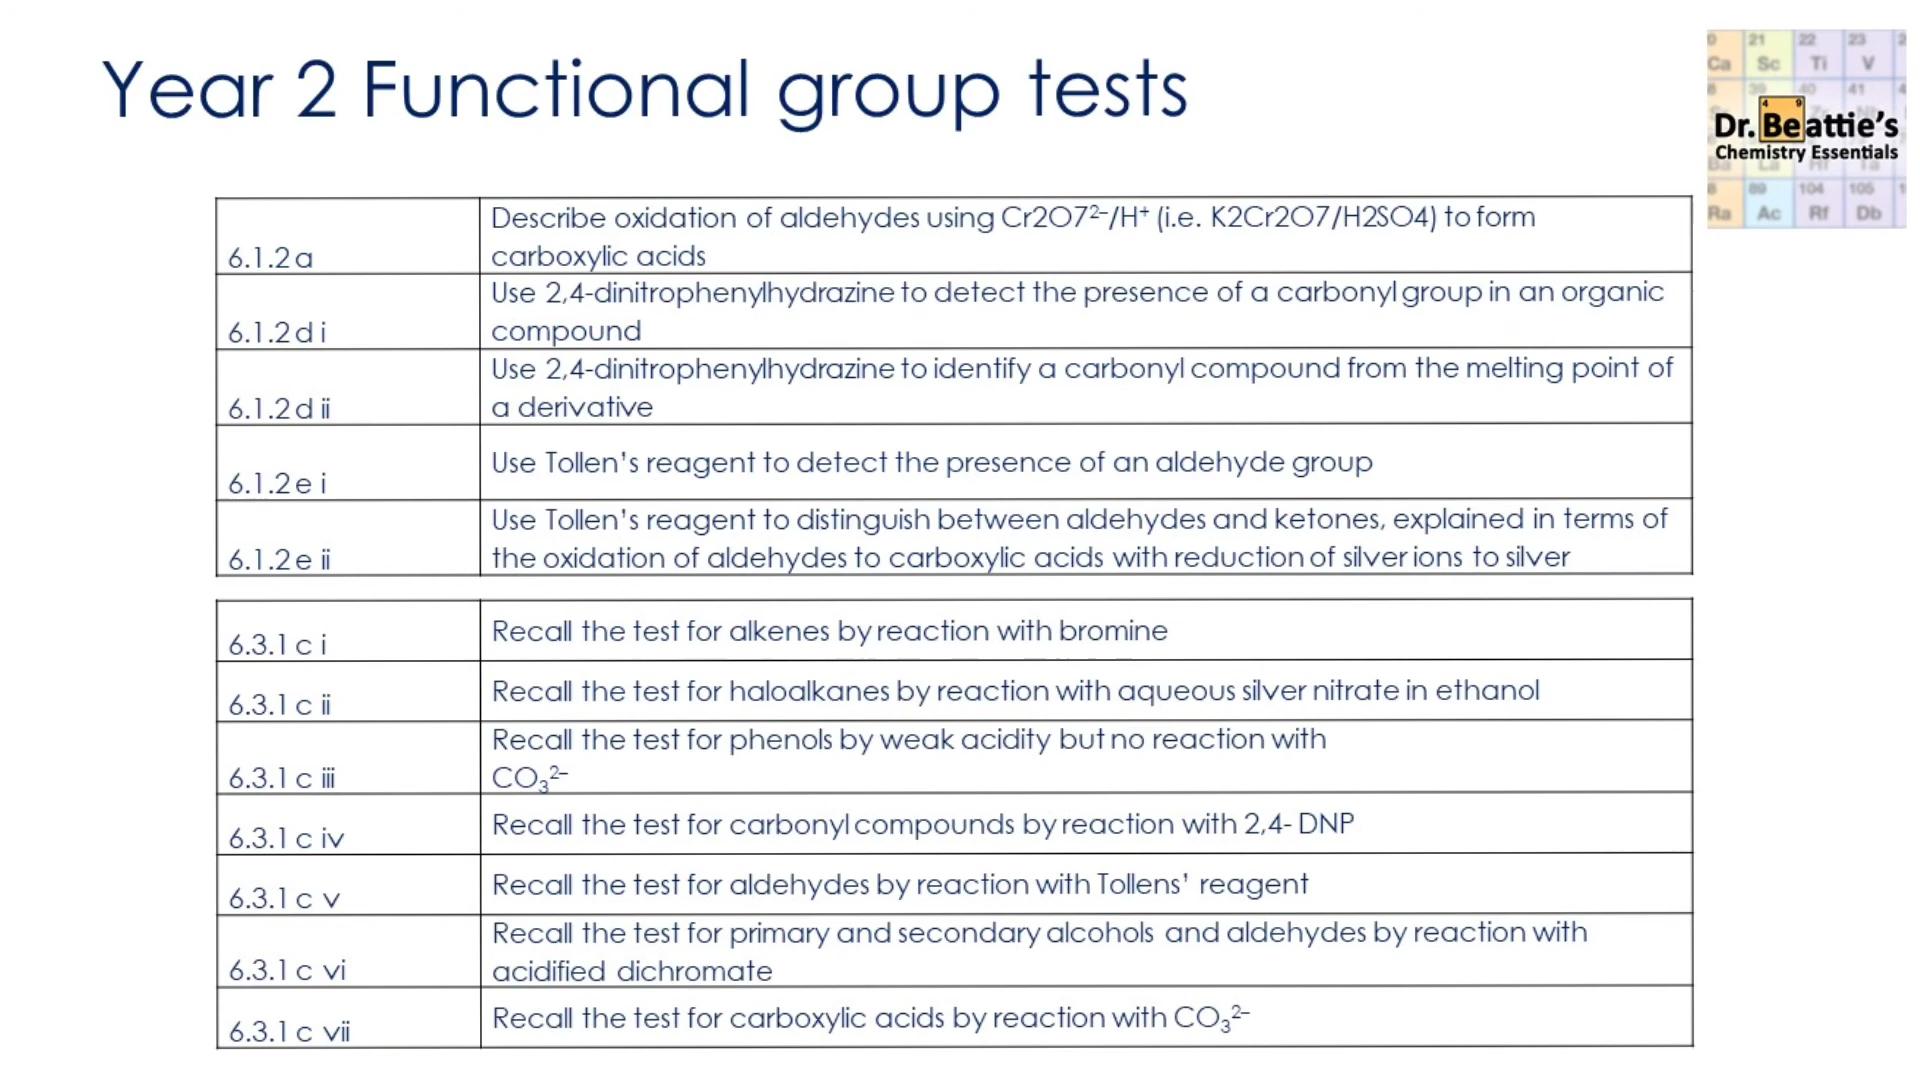 Year 2 Functional group tests
21 22 23
Ca Sc Ti V
39 40 41
4 9
Dr. Beattie's
Chemistry Essentials
89 104 105
Ra Ac Rf Db
6.1.2 a
Describe oxidation of aldehydes using Cr2O7²⁻/H⁺ (i.e. K2Cr2O7/H2SO4) to form
carboxylic acids
6.1.2 d i
Use 2,4-dinitrophenylhydrazine to detect the presence of a carbonyl group in an organic
compound
6.1.2 d ii
Use 2,4-dinitrophenylhydrazine to identify a carbonyl compound from the melting point of
a derivative
6.1.2 e i
Use Tollen's reagent to detect the presence of an aldehyde group
6.1.2 e ii
Use Tollen's reagent to distinguish between aldehydes and ketones, explained in terms of
the oxidation of aldehydes to carboxylic acids with reduction of silver ions to silver
6.3.1 c i
Recall the test for alkenes by reaction with bromine
6.3.1 c ii
Recall the test for haloalkanes by reaction with aqueous silver nitrate in ethanol
6.3.1 c iii
Recall the test for phenols by weak acidity but no reaction with
CO₃²⁻
6.3.1 c iv
Recall the test for carbonyl compounds by reaction with 2,4- DNP
6.3.1 c v
Recall the test for aldehydes by reaction with Tollens' reagent
6.3.1 c vi
Recall the test for primary and secondary alcohols and aldehydes by reaction with
acidified dichromate
6.3.1 c vii
Recall the test for carboxylic acids by reaction with CO₃²⁻